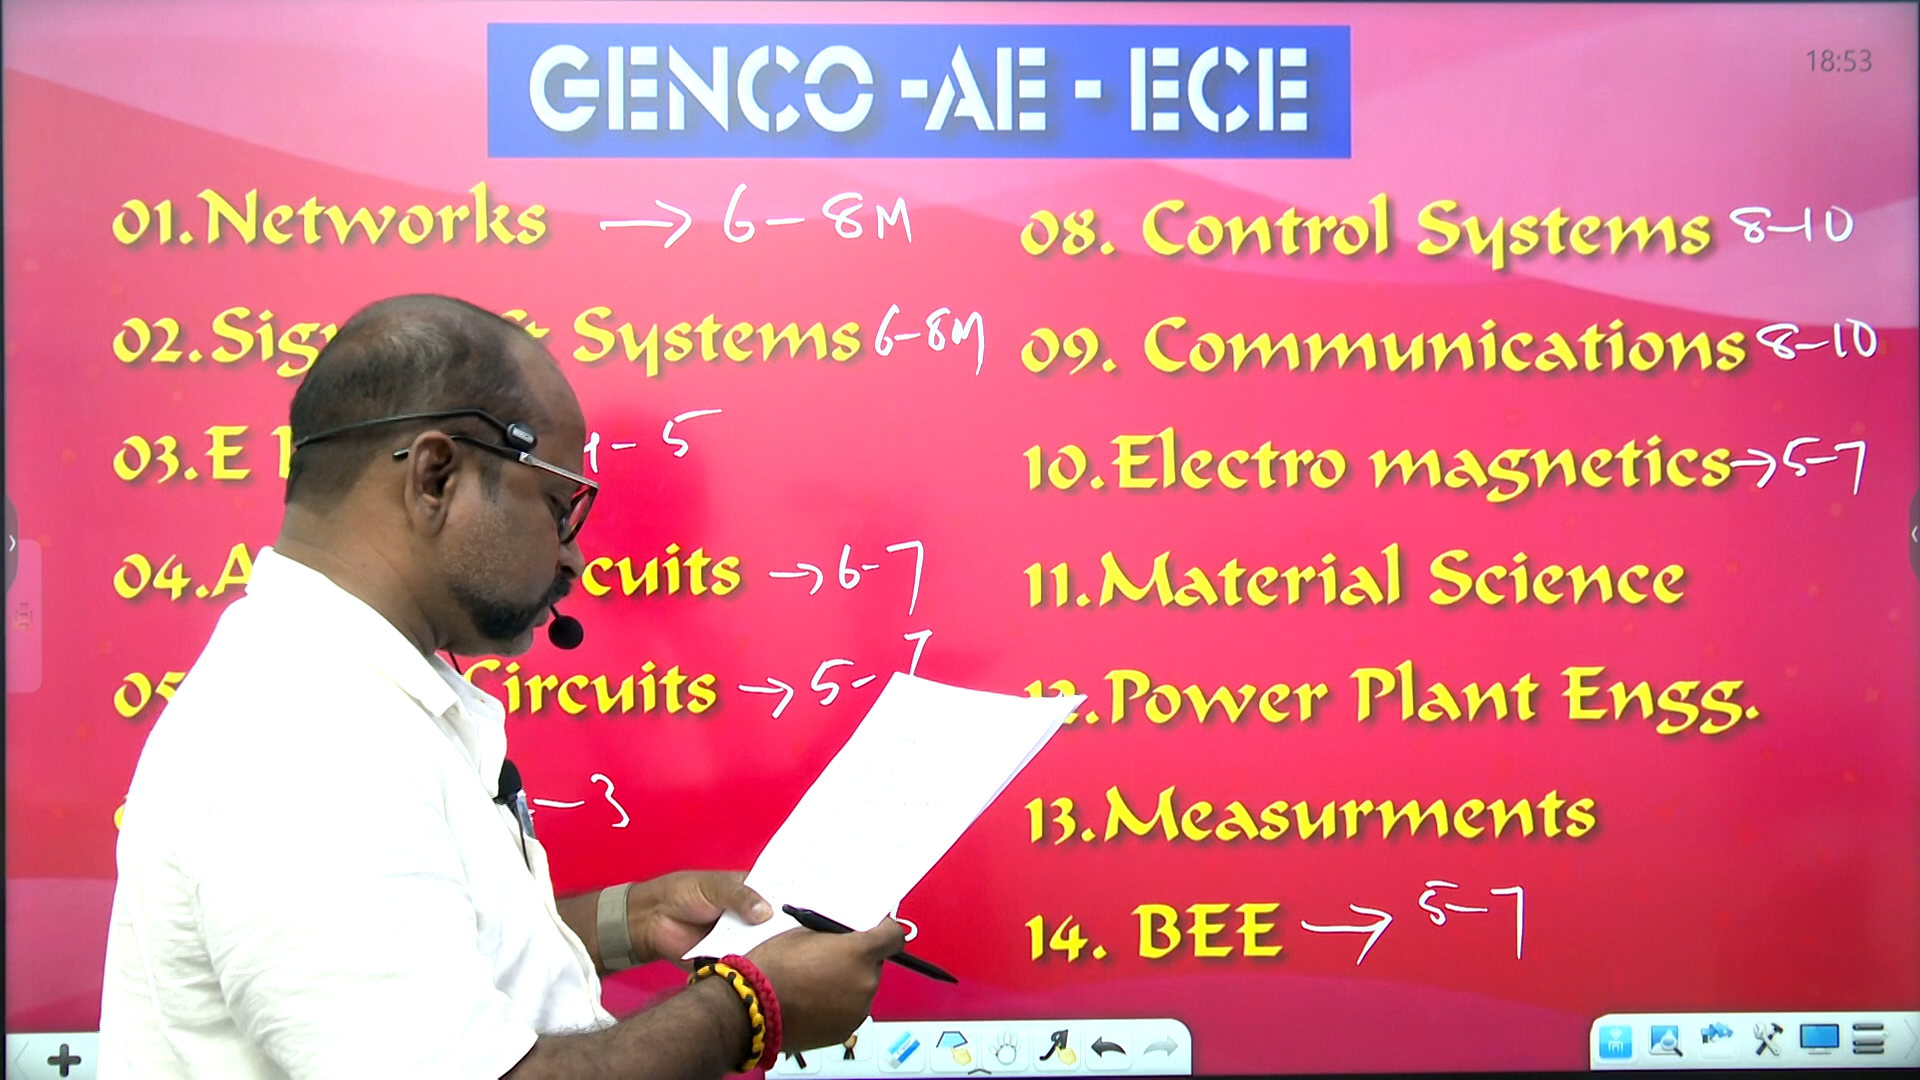 GENCO -AE - ECE
18:53
01.Networks → 6 - 8M
02.Sig & Systems 6-8M
03.E - 5
04.A cuits → 6-7
05 Circuits → 5-7
- 3
08. Control Systems 8-10
09. Communications 8-10
10.Electro magnetics → 5-7
11.Material Science
12.Power Plant Engg.
13.Measurments
14. BEE → 5-7